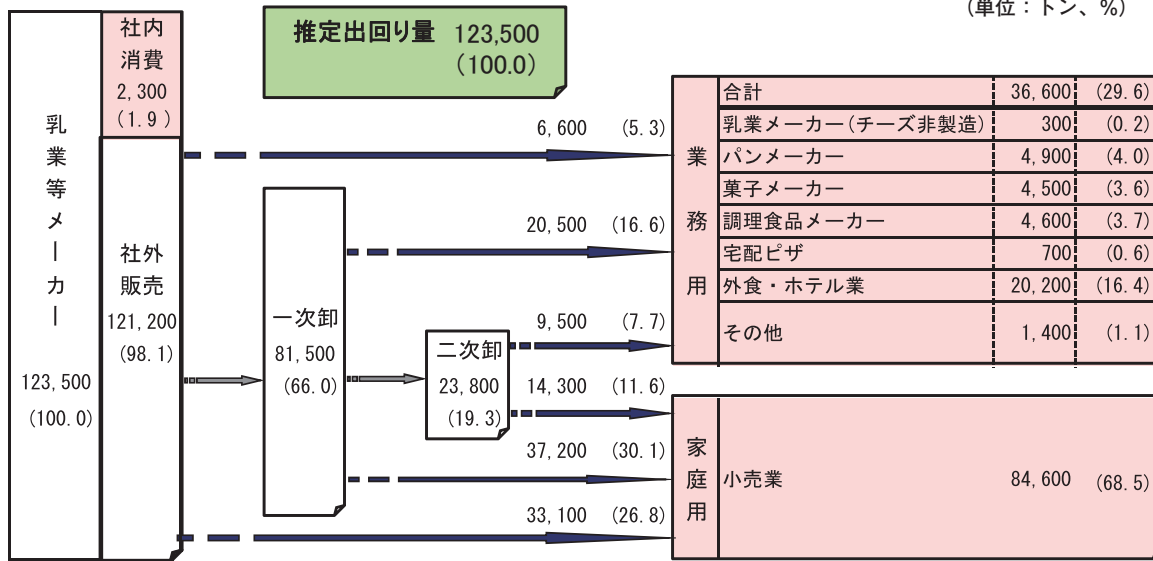 (単位：トン、%)
推定出回り量 123,500
(100.0)
乳業等メーカー
123,500
(100.0)
社内
消費
2,300
(1.9 )
社外
販売
121,200
(98.1)
一次卸
81,500
(66.0)
二次卸
23,800
(19.3)
6,600 (5.3)
20,500 (16.6)
9,500 (7.7)
14,300 (11.6)
37,200 (30.1)
33,100 (26.8)
業務用
合計 36,600 (29.6)
乳業メーカー(チーズ非製造) 300 (0.2)
パンメーカー 4,900 (4.0)
菓子メーカー 4,500 (3.6)
調理食品メーカー 4,600 (3.7)
宅配ピザ 700 (0.6)
外食・ホテル業 20,200 (16.4)
その他 1,400 (1.1)
家庭用
小売業 84,600 (68.5)